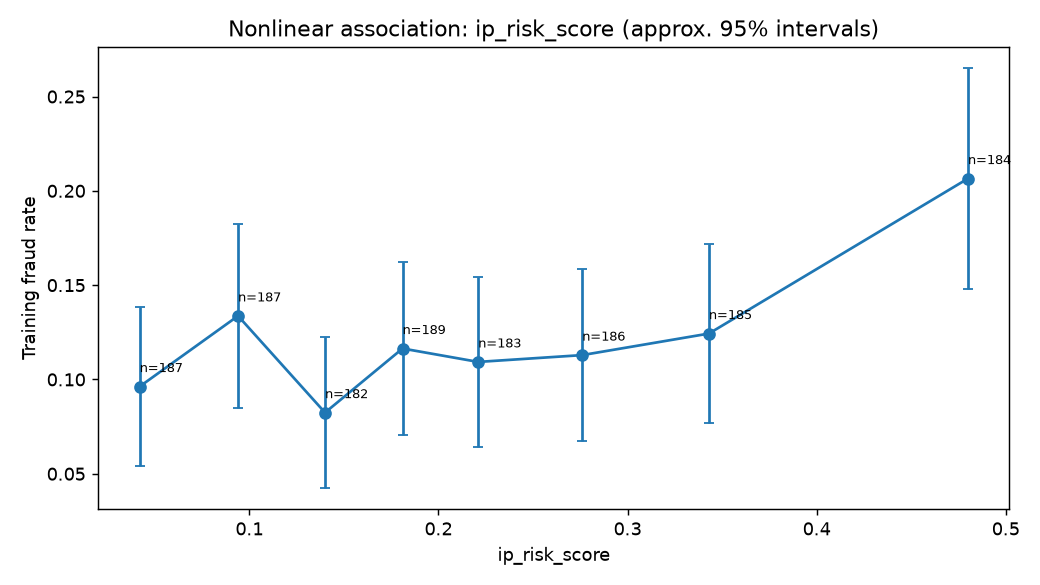 Nonlinear association: ip_risk_score (approx. 95% intervals)
Training fraud rate
0.25
0.20
0.15
0.10
0.05
n=187
n=187
n=182
n=189
n=183
n=186
n=185
n=184
0.1
0.2
0.3
0.4
0.5
ip_risk_score